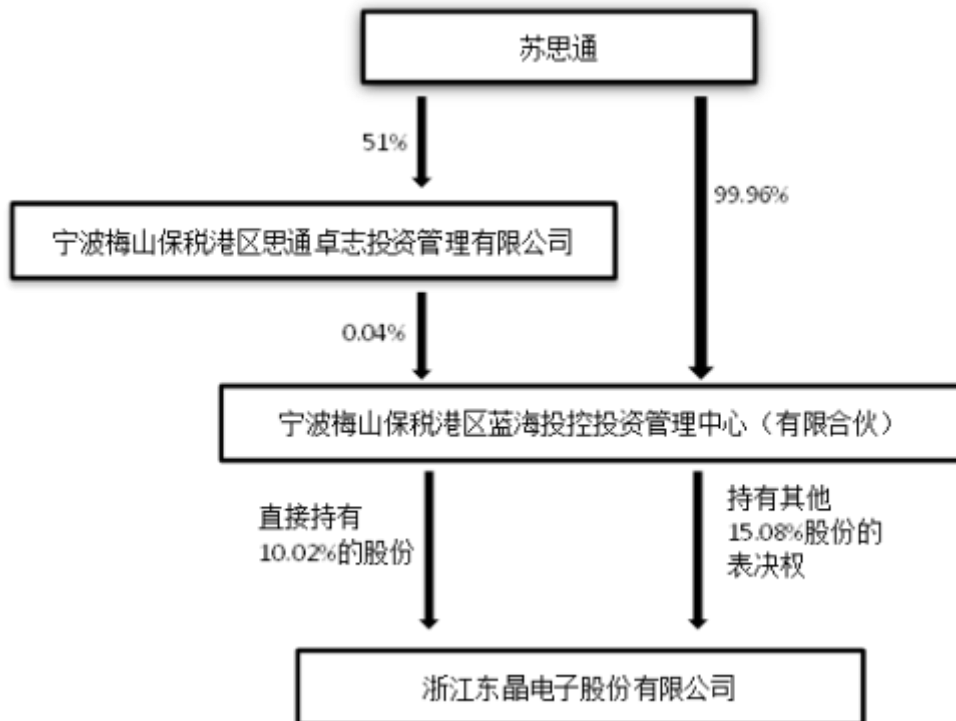 苏思通
51%
99.96%
宁波梅山保税港区思通卓志投资管理有限公司
0.04%
宁波梅山保税港区蓝海投控投资管理中心（有限合伙）
直接持有
10.02%的股份
持有其他
15.08%股份的
表决权
浙江东晶电子股份有限公司